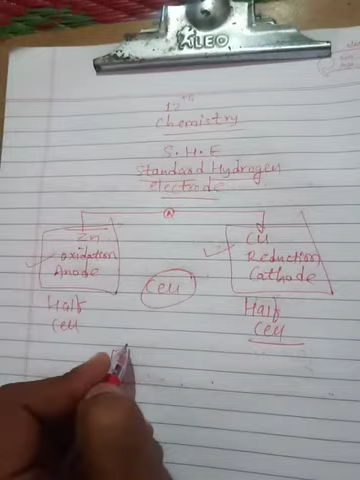 KLEO
12th
Chemistry
S.H.E
Standard Hydrogen
electrode
A
Zn
oxidation
Anode
Half
Cell
Cell
Cu
Reduction
Cathode
Half
Cell